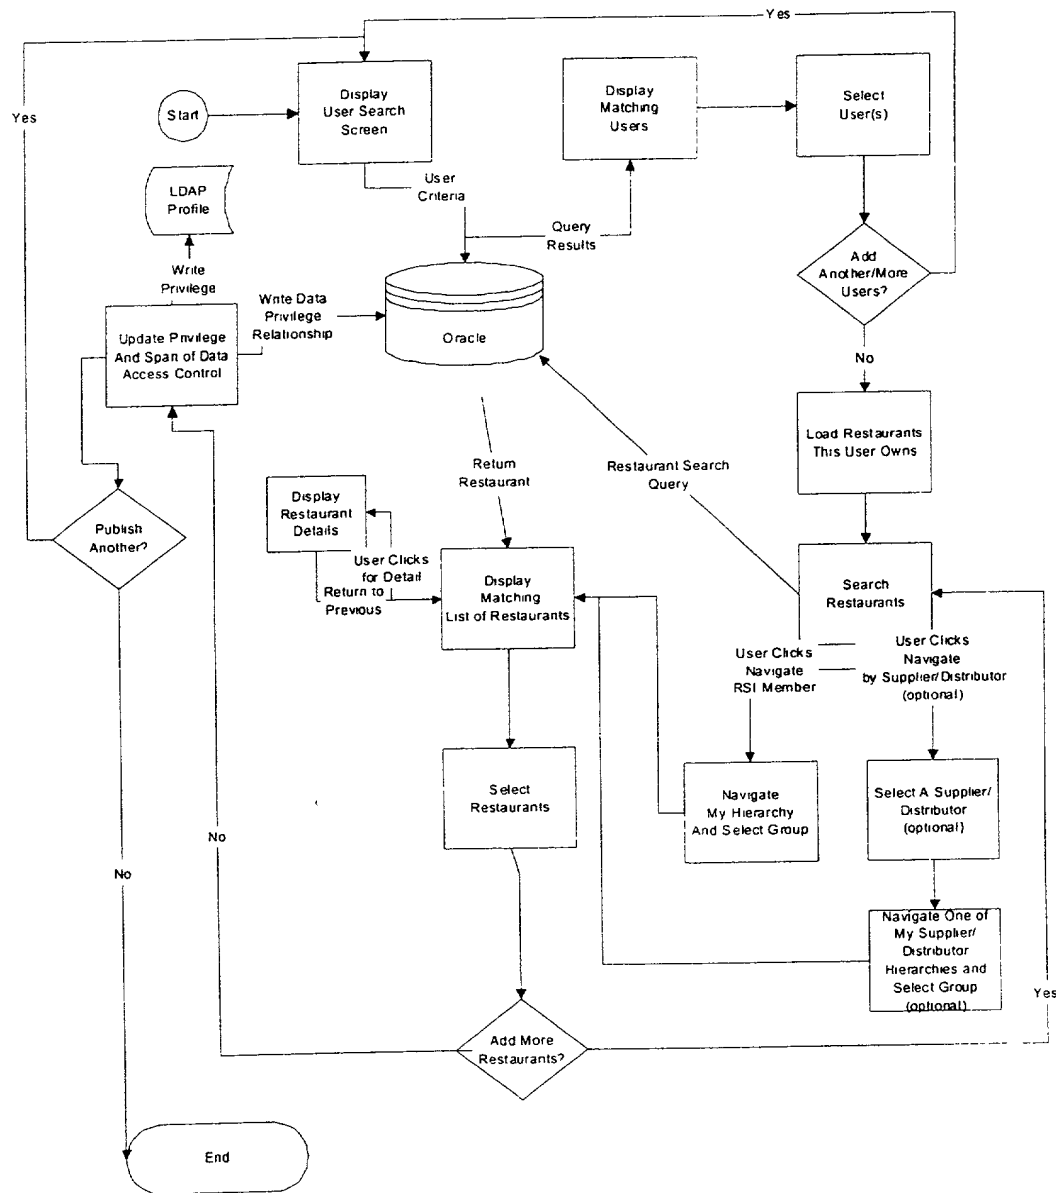 Yes
Yes
Start
Display
User Search
Screen
Display
Matching
Users
Select
User(s)
LDAP
Profile
User
Criteria
Query
Results
Add
Another/More
Users?
Write
Privilege
Write Data
Privilege
Relationship
Oracle
Update Privilege
And Span of Data
Access Control
No
Load Restaurants
This User Owns
Return
Restaurant
Restaurant Search
Query
Display
Restaurant
Details
Publish
Another?
User Clicks
for Detail
Return to
Previous
Display
Matching
List of Restaurants
Search
Restaurants
User Clicks
Navigate
RSI Member
User Clicks
Navigate
by Supplier/Distributor
(optional)
Select
Restaurants
Navigate
My Hierarchy
And Select Group
Select A Supplier/
Distributor
(optional)
No
No
Navigate One of
My Supplier/
Distributor
Hierarchies and
Select Group
(optional)
Yes
Add More
Restaurants?
End